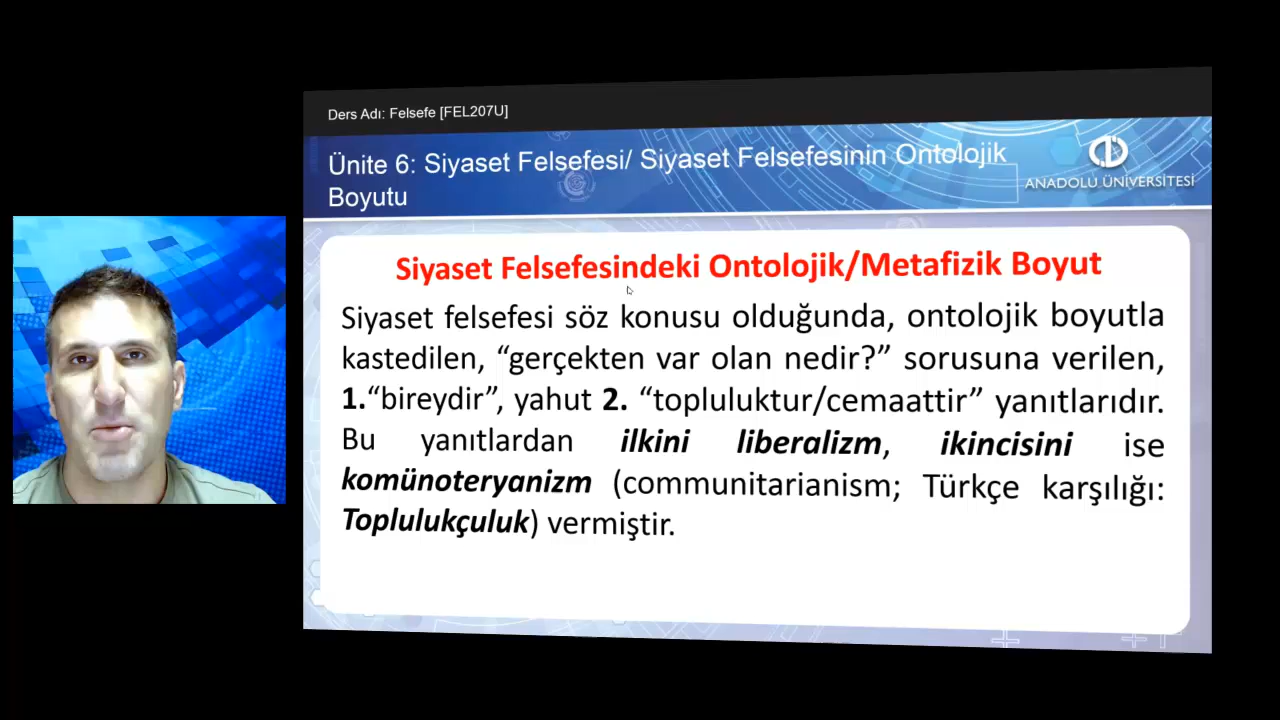 Ders Adı: Felsefe [FEL207U]
Ünite 6: Siyaset Felsefesi/ Siyaset Felsefesinin Ontolojik
Boyutu
ANADOLU ÜNİVERSİTESİ
Siyaset Felsefesindeki Ontolojik/Metafizik Boyut
Siyaset felsefesi söz konusu olduğunda, ontolojik boyutla
kastedilen, “gerçekten var olan nedir?” sorusuna verilen,
1.“bireydir”, yahut 2. “topluluktur/cemaattir” yanıtlarıdır.
Bu yanıtlardan ilkini liberalizm, ikincisini ise
komünoteryanizm (communitarianism; Türkçe karşılığı:
Toplulukçuluk) vermiştir.